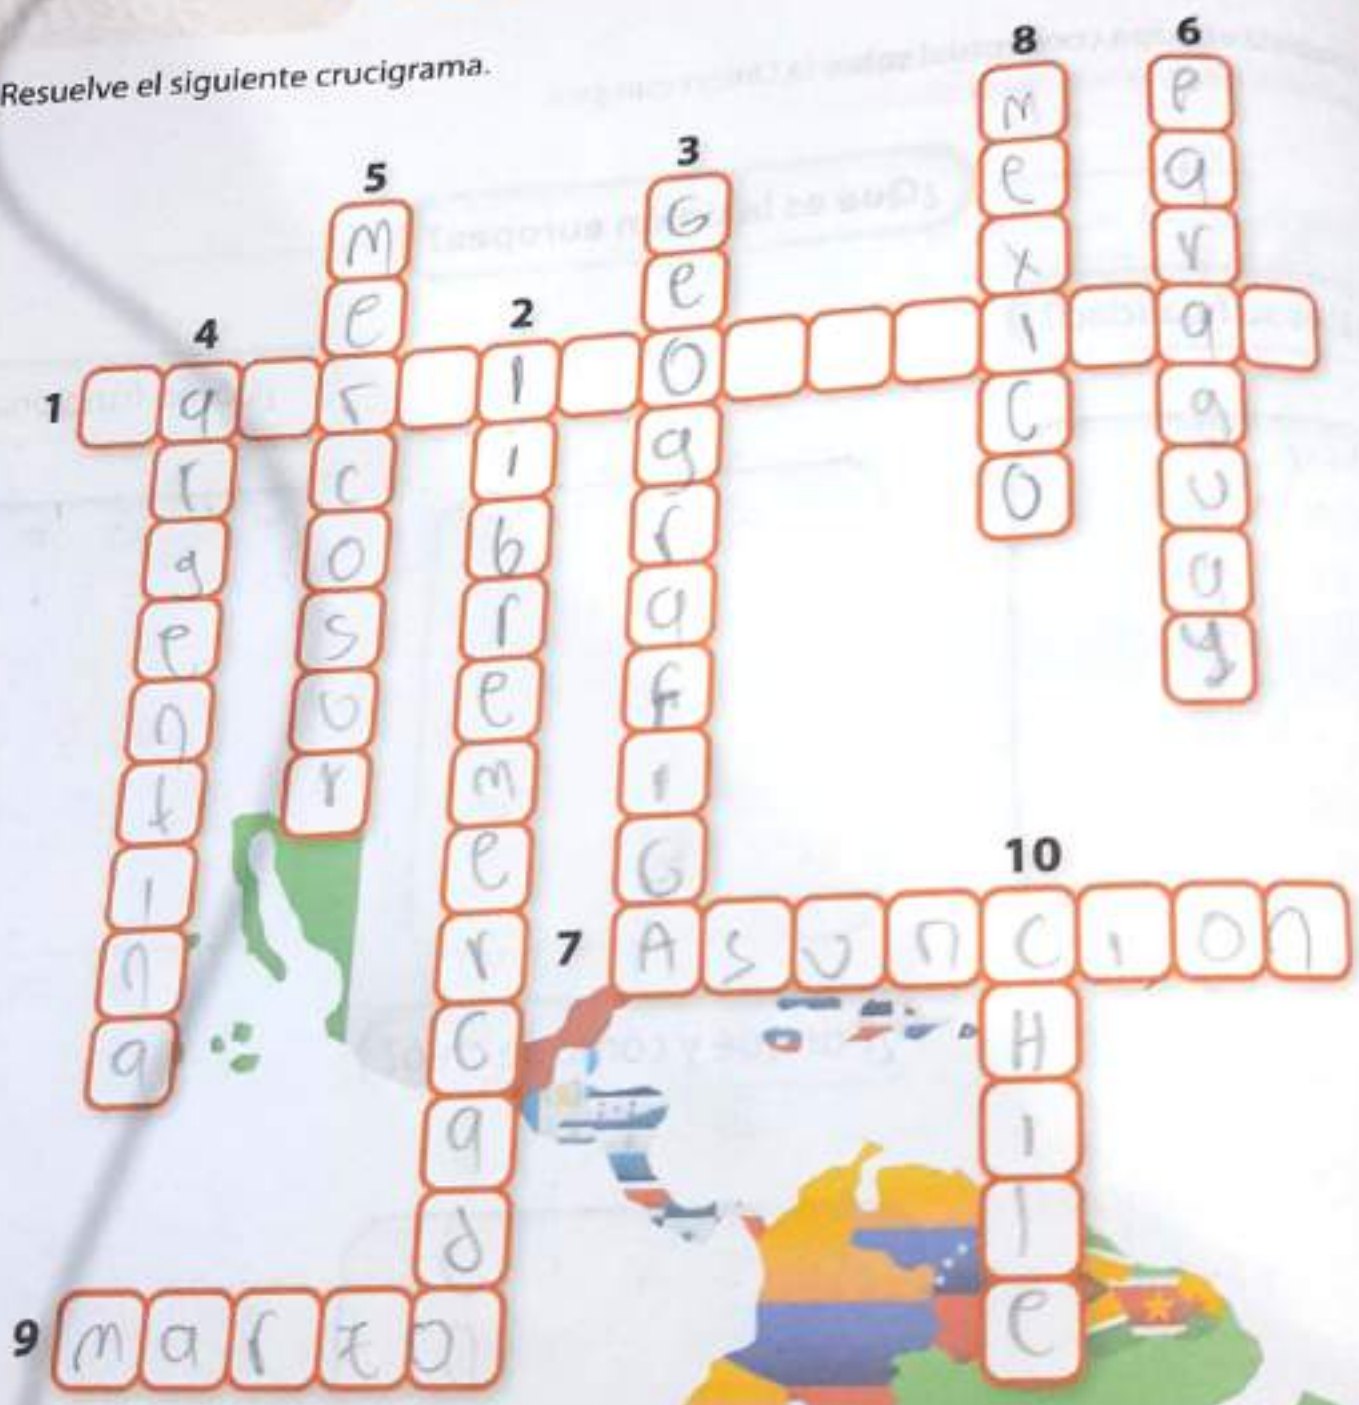 Resuelve el siguiente crucigrama.
8 mexico
6 Paraguay
3 GeOgrafiCA
5 Mercosur
2 libremercado
4 argentina
1
10 CHile
7 Asuncion
9 marzo